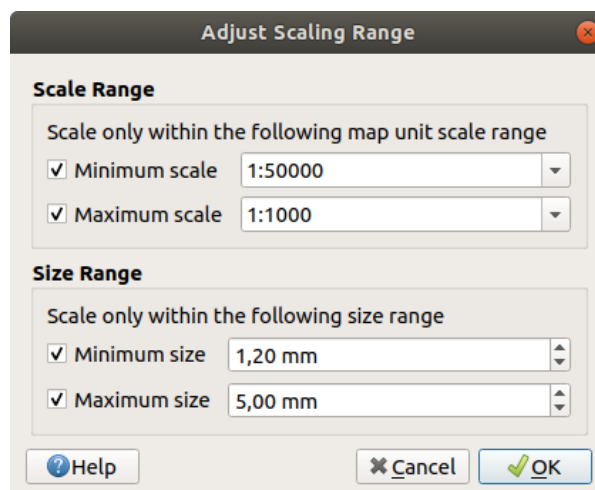 Adjust Scaling Range
Scale Range
Scale only within the following map unit scale range
Minimum scale 1:50000
Maximum scale 1:1000
Size Range
Scale only within the following size range
Minimum size 1,20 mm
Maximum size 5,00 mm
Help Cancel OK